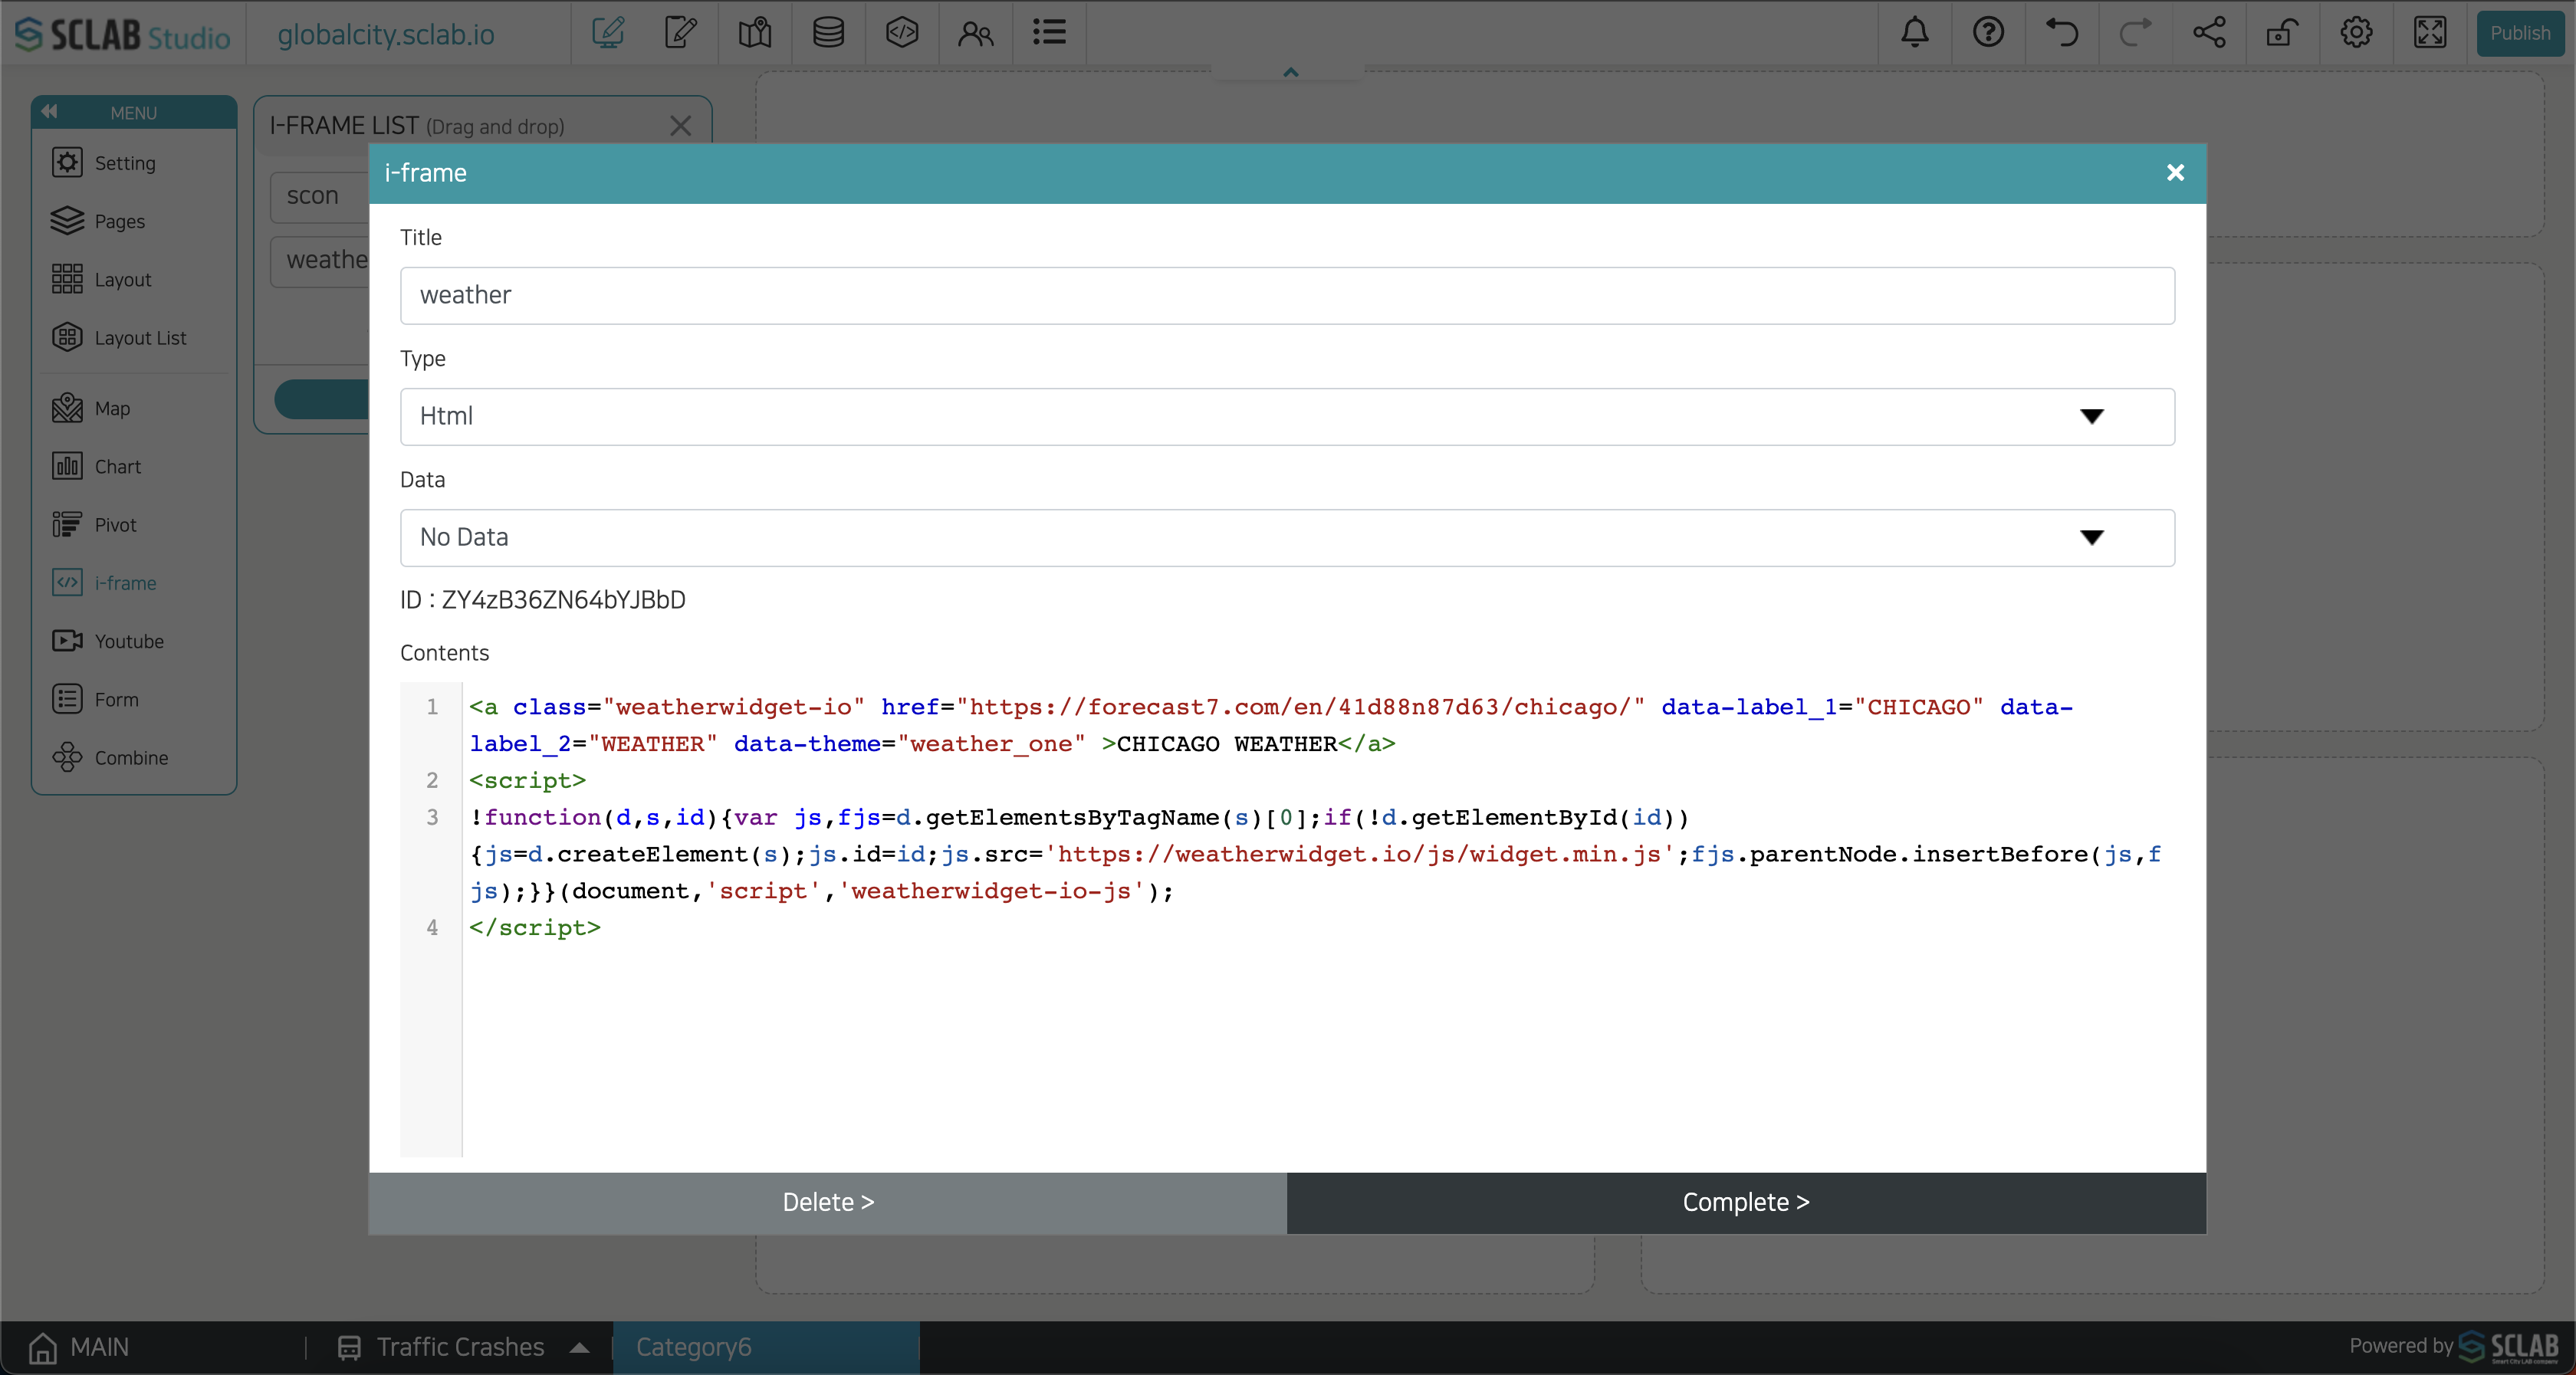 SCLAB Studio
globalcity.sclab.io
Publish
MENU
Setting
Pages
Layout
Layout List
Map
Chart
Pivot
i-frame
Youtube
Form
Combine
I-FRAME LIST (Drag and drop)
scon
weathe
i-frame
Title
weather
Type
Html
Data
No Data
ID : ZY4zB36ZN64bYJBbD
Contents
1 <a class="weatherwidget-io" href="https://forecast7.com/en/41d88n87d63/chicago/" data-label_1="CHICAGO" data-
label_2="WEATHER" data-theme="weather_one" >CHICAGO WEATHER</a>
2 <script>
3 !function(d,s,id){var js,fjs=d.getElementsByTagName(s)[0];if(!d.getElementById(id))
{js=d.createElement(s);js.id=id;js.src='https://weatherwidget.io/js/widget.min.js';fjs.parentNode.insertBefore(js,f
js);}}(document,'script','weatherwidget-io-js');
4 </script>
Delete >
Complete >
MAIN
Traffic Crashes
Category6
Powered by SCLAB
Smart City LAB company